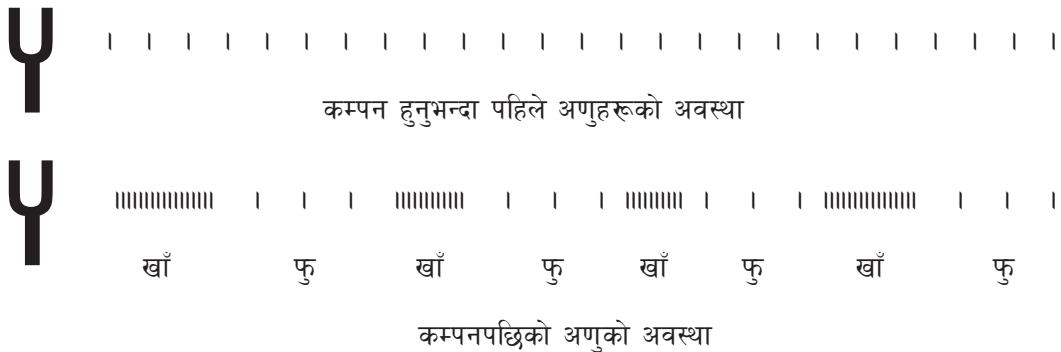 कम्पन हुनुभन्दा पहिले अणुहरूको अवस्था
खाँ फु खाँ फु खाँ फु खाँ फु
कम्पनपछिको अणुको अवस्था